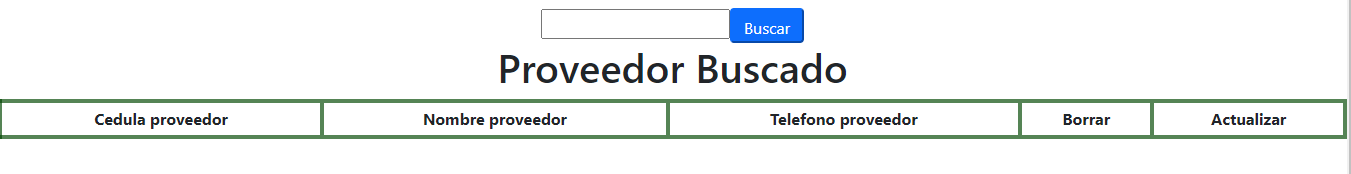 Buscar
Proveedor Buscado
Cedula proveedor Nombre proveedor Telefono proveedor Borrar Actualizar